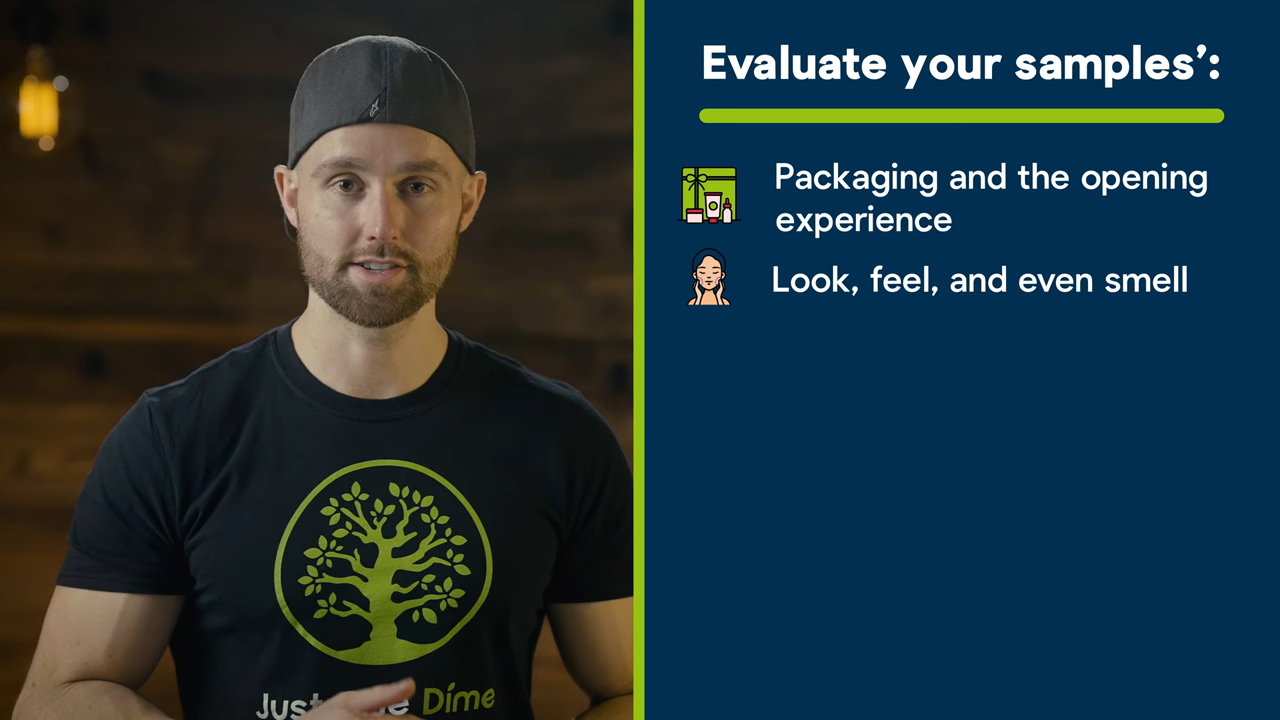 Evaluate your samples’:
Packaging and the opening
experience
Look, feel, and even smell
Dime